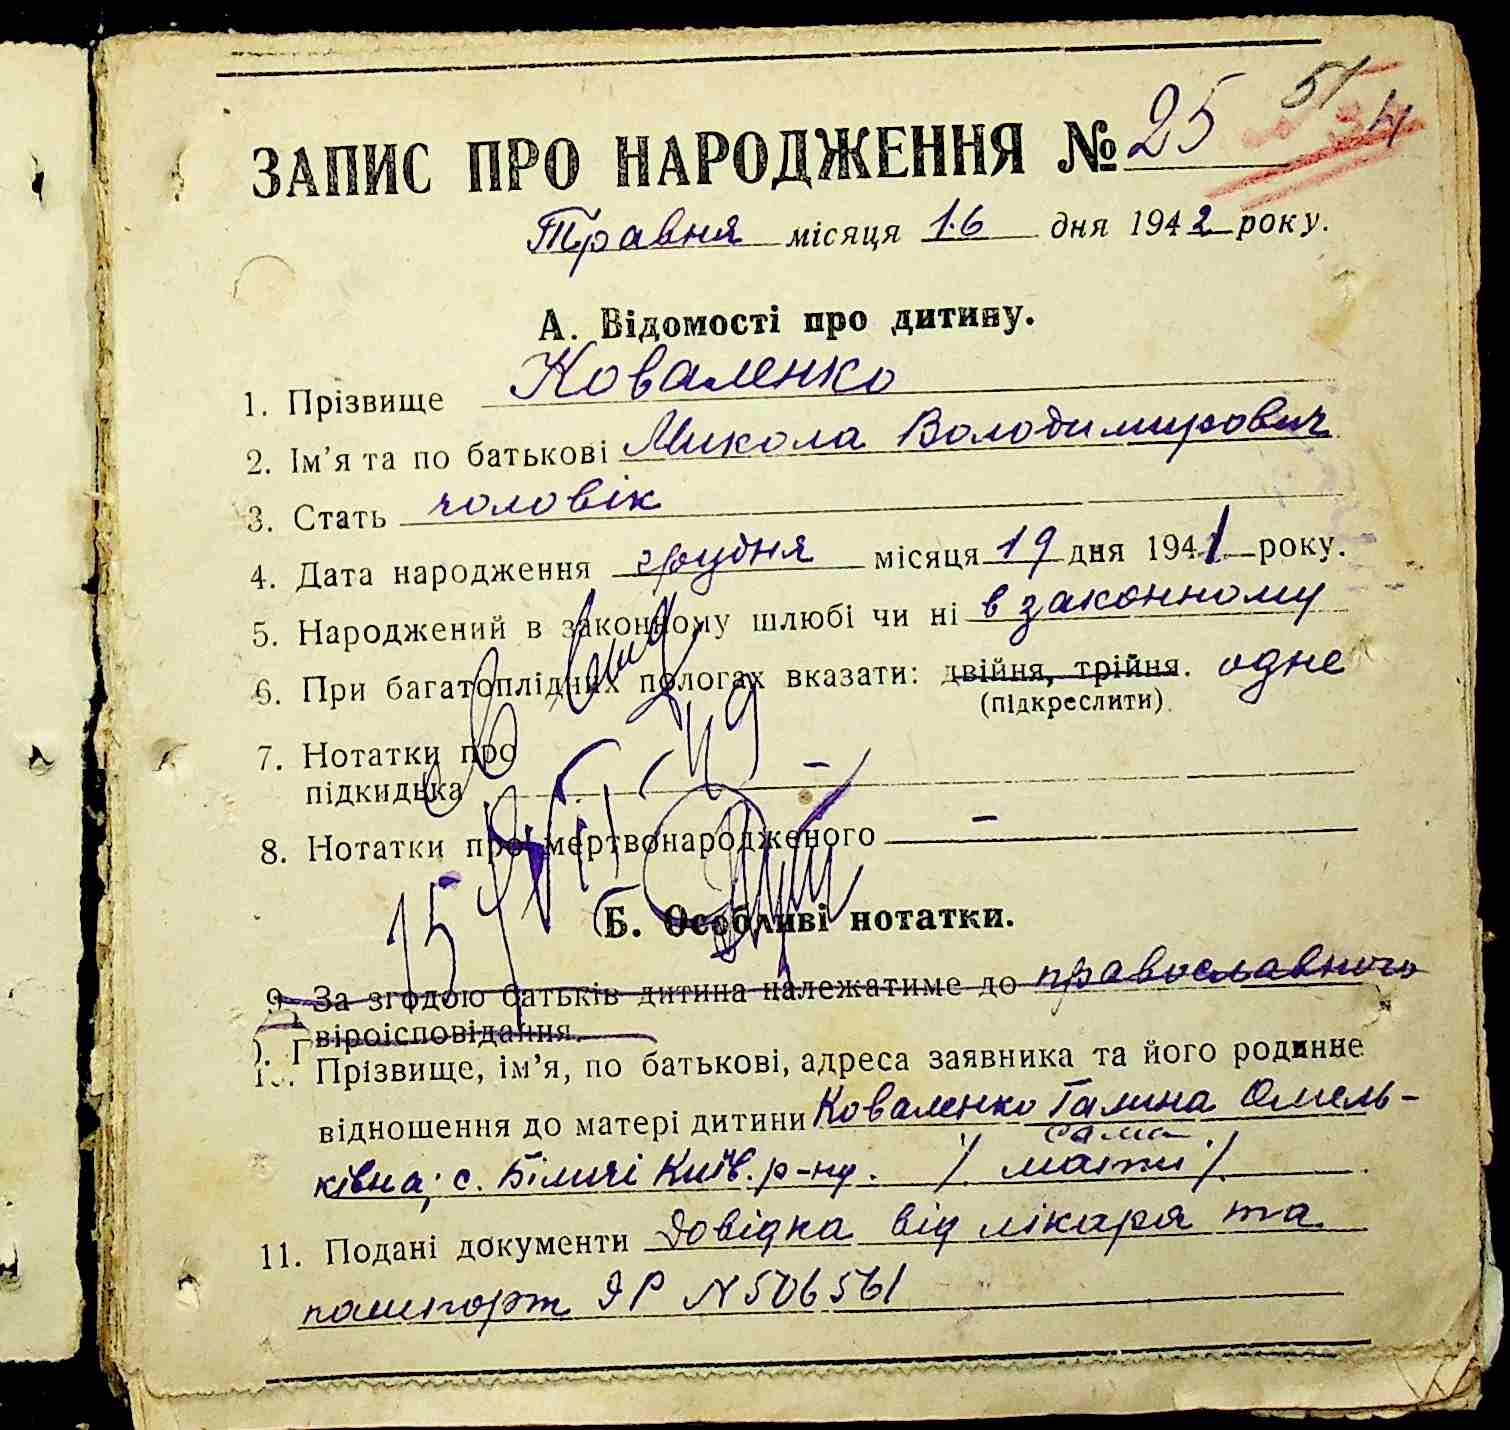 51
ЗАПИС ПРО НАРОДЖЕННЯ № 25
Травня місяця 16 дня 1942 року.
А. Відомості про дитину.
1. Прізвище Коваленко
2. Ім'я та по батькові Микола Володимирович
3. Стать чоловік
4. Дата народження грудня місяця 19 дня 1941 року.
5. Народжений в законному шлюбі чи ні в законному
6. При багатоплідних пологах вказати: двійня, трійня. одне
(підкреслити).
7. Нотатки про
підкидька -
8. Нотатки про мертвонародженого -
Б. Особливі нотатки.
9. За згодою батьків дитина належатиме до православного
віроісповідання.
10. Прізвище, ім'я, по батькові, адреса заявника та його родинне
відношення до матері дитини Коваленко Галина Омель-
сама
ківна; с. Біличі Київ. р-ну. / мати /
11. Подані документи Довідка від лікаря та
пашпорт ЯР N 506561